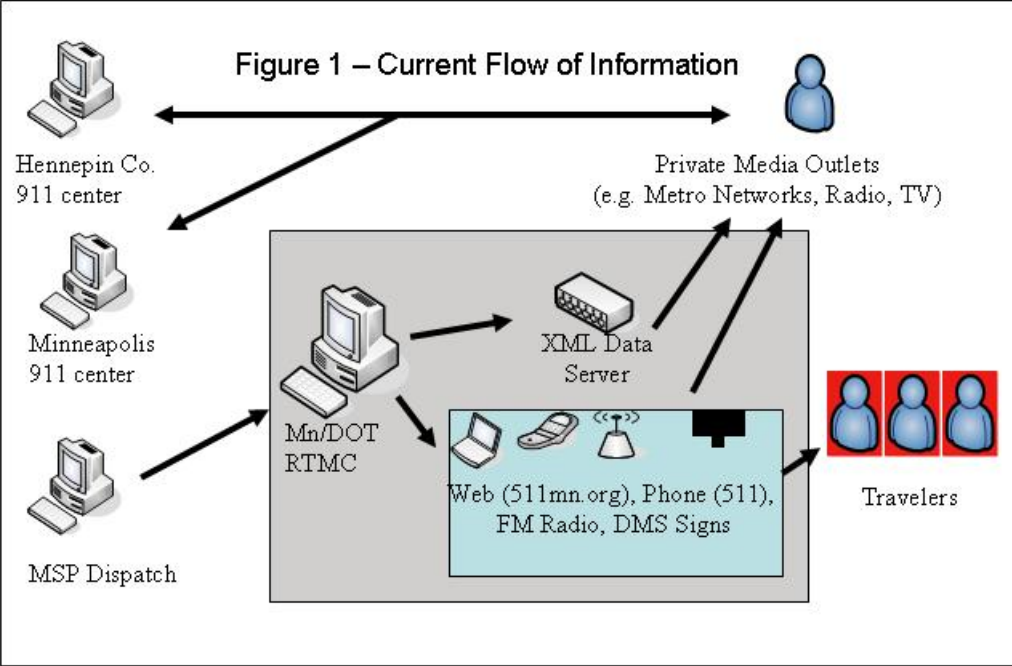 Figure 1 – Current Flow of Information
Hennepin Co.
911 center
Private Media Outlets
(e.g. Metro Networks, Radio, TV)
Minneapolis
911 center
XML Data
Server
Mn/DOT
RTMC
Web (511mn.org), Phone (511),
FM Radio, DMS Signs
Travelers
MSP Dispatch